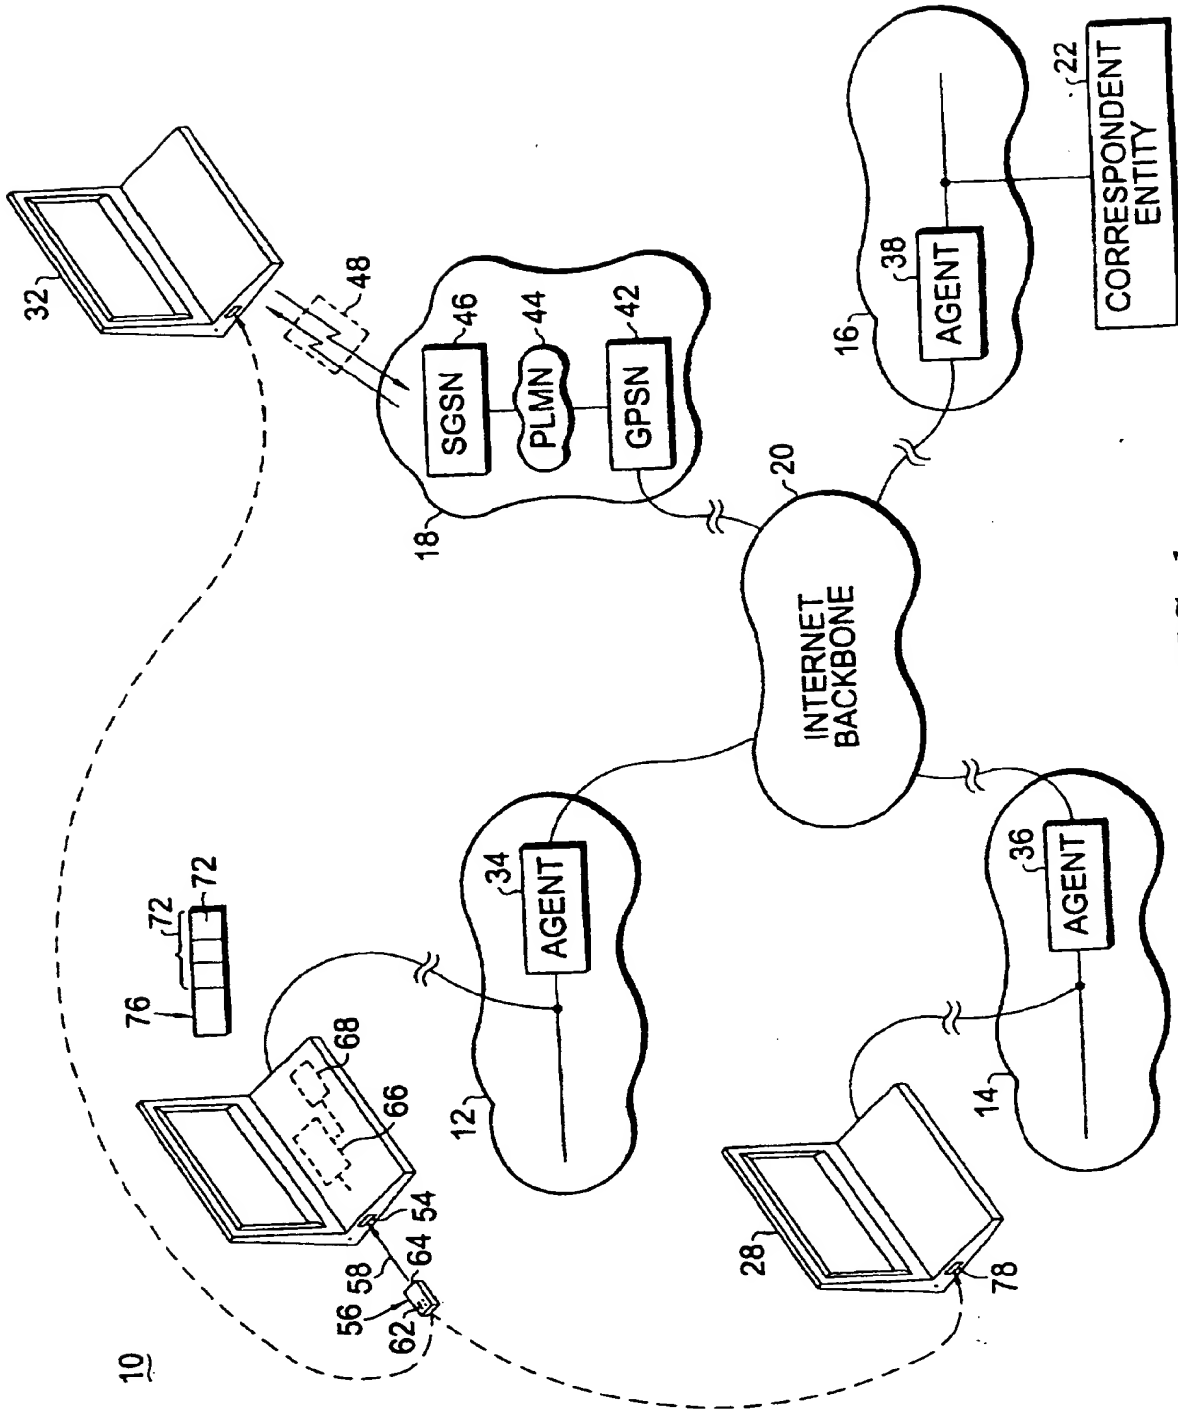 10
76
72
72
32
48
68
66
54
64
58
56
62
46
SGSN
44
PLMN
42
GPSN
18
34
AGENT
12
20
INTERNET
BACKBONE
38
AGENT
16
22
CORRESPONDENT
ENTITY
28
78
36
AGENT
14